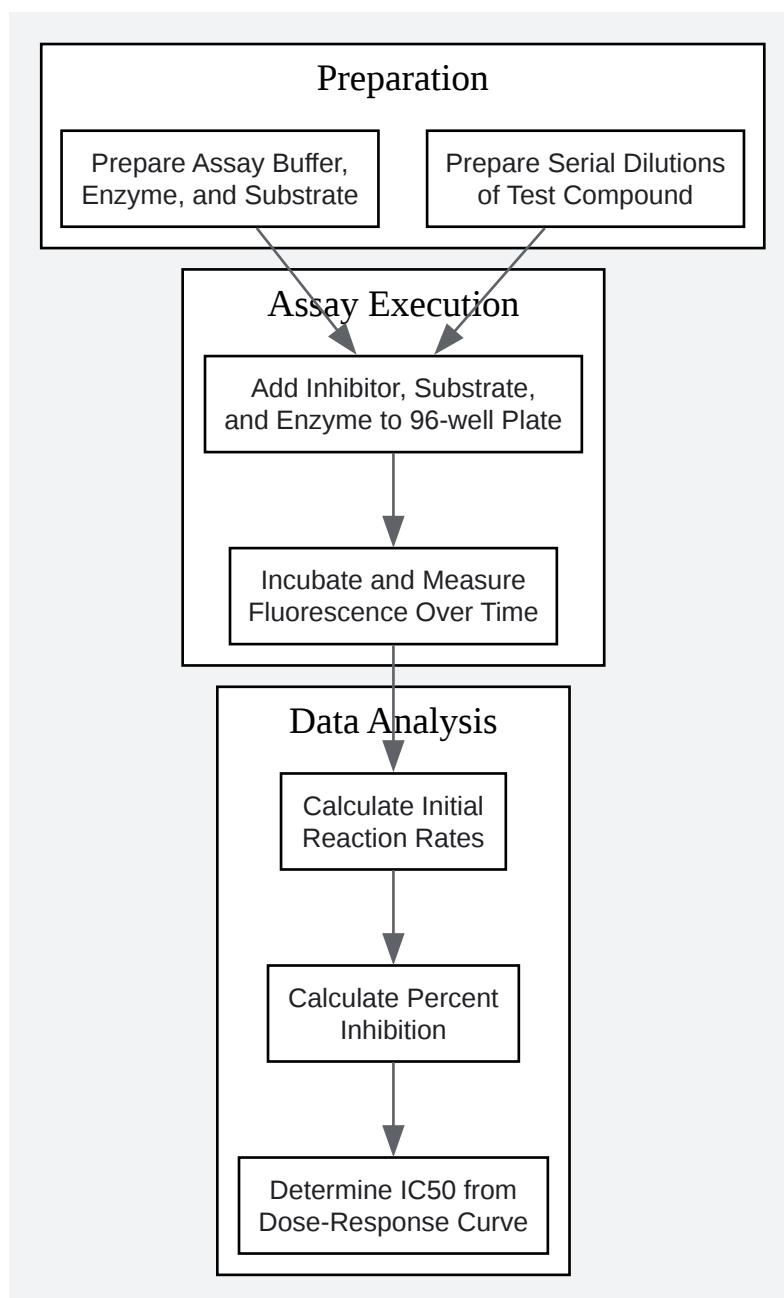 Preparation
Prepare Assay Buffer,
Enzyme, and Substrate
Prepare Serial Dilutions
of Test Compound
Assay Execution
Add Inhibitor, Substrate,
and Enzyme to 96-well Plate
Incubate and Measure
Fluorescence Over Time
Data Analysis
Calculate Initial
Reaction Rates
Calculate Percent
Inhibition
Determine IC50 from
Dose-Response Curve